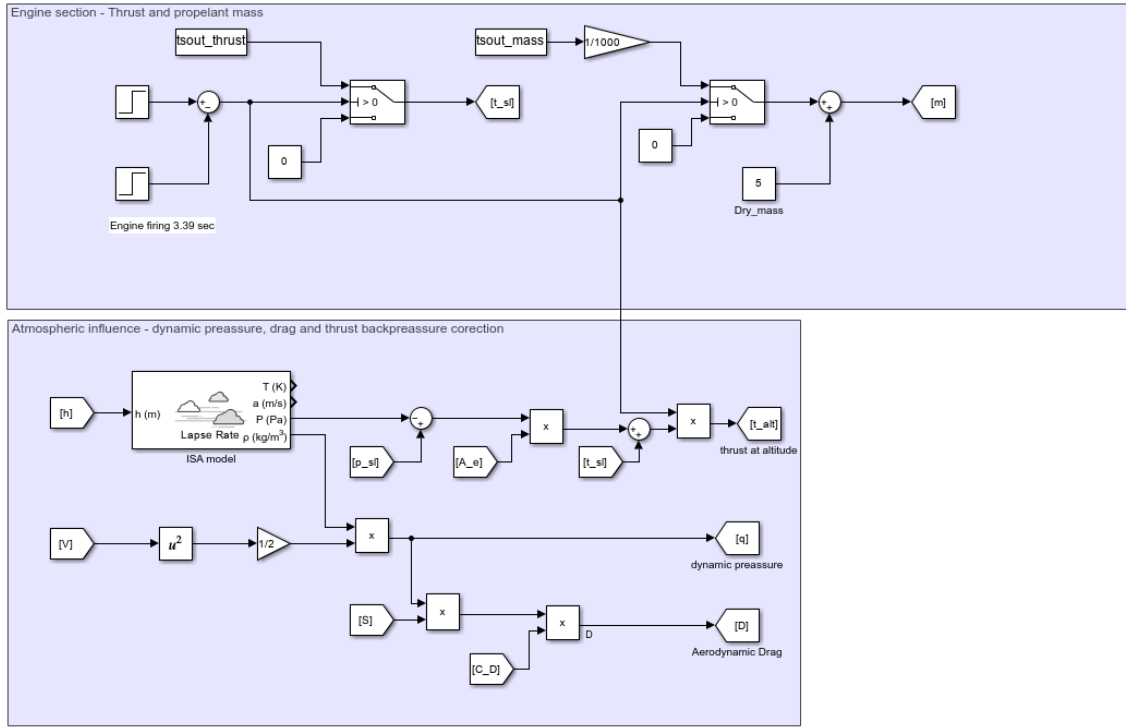 Engine section - Thrust and propelant mass
tsout_thrust
tsout_mass
1/1000
> 0
[t_sl]
> 0
[m]
0
0
5
Dry_mass
Engine firing 3.39 sec
Atmospheric influence - dynamic preassure, drag and thrust backpreassure corection
[h]
h (m)
T (K)
a (m/s)
P (Pa)
Lapse Rate
ρ (kg/m³)
ISA model
[p_sl]
[A_e]
x
[t_sl]
x
[t_alt]
thrust at altitude
[V]
u²
1/2
x
[q]
dynamic preassure
[S]
x
x
D
[D]
[C_D]
Aerodynamic Drag